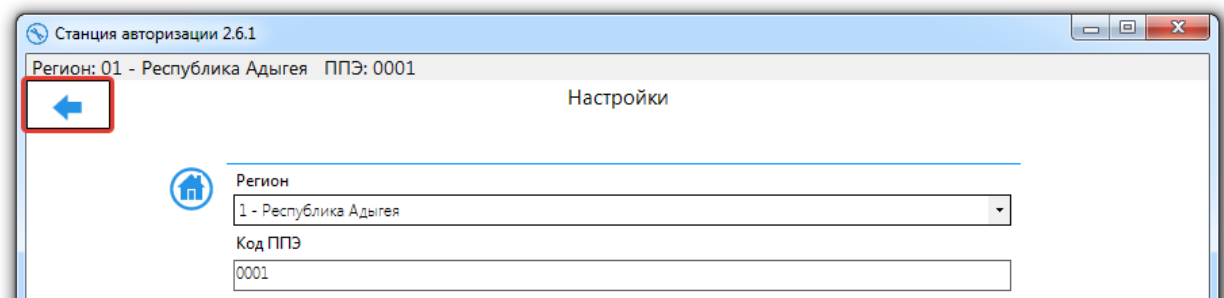 Станция авторизации 2.6.1
Регион: 01 - Республика Адыгея ППЭ: 0001
Настройки
Регион
1 - Республика Адыгея
Код ППЭ
0001